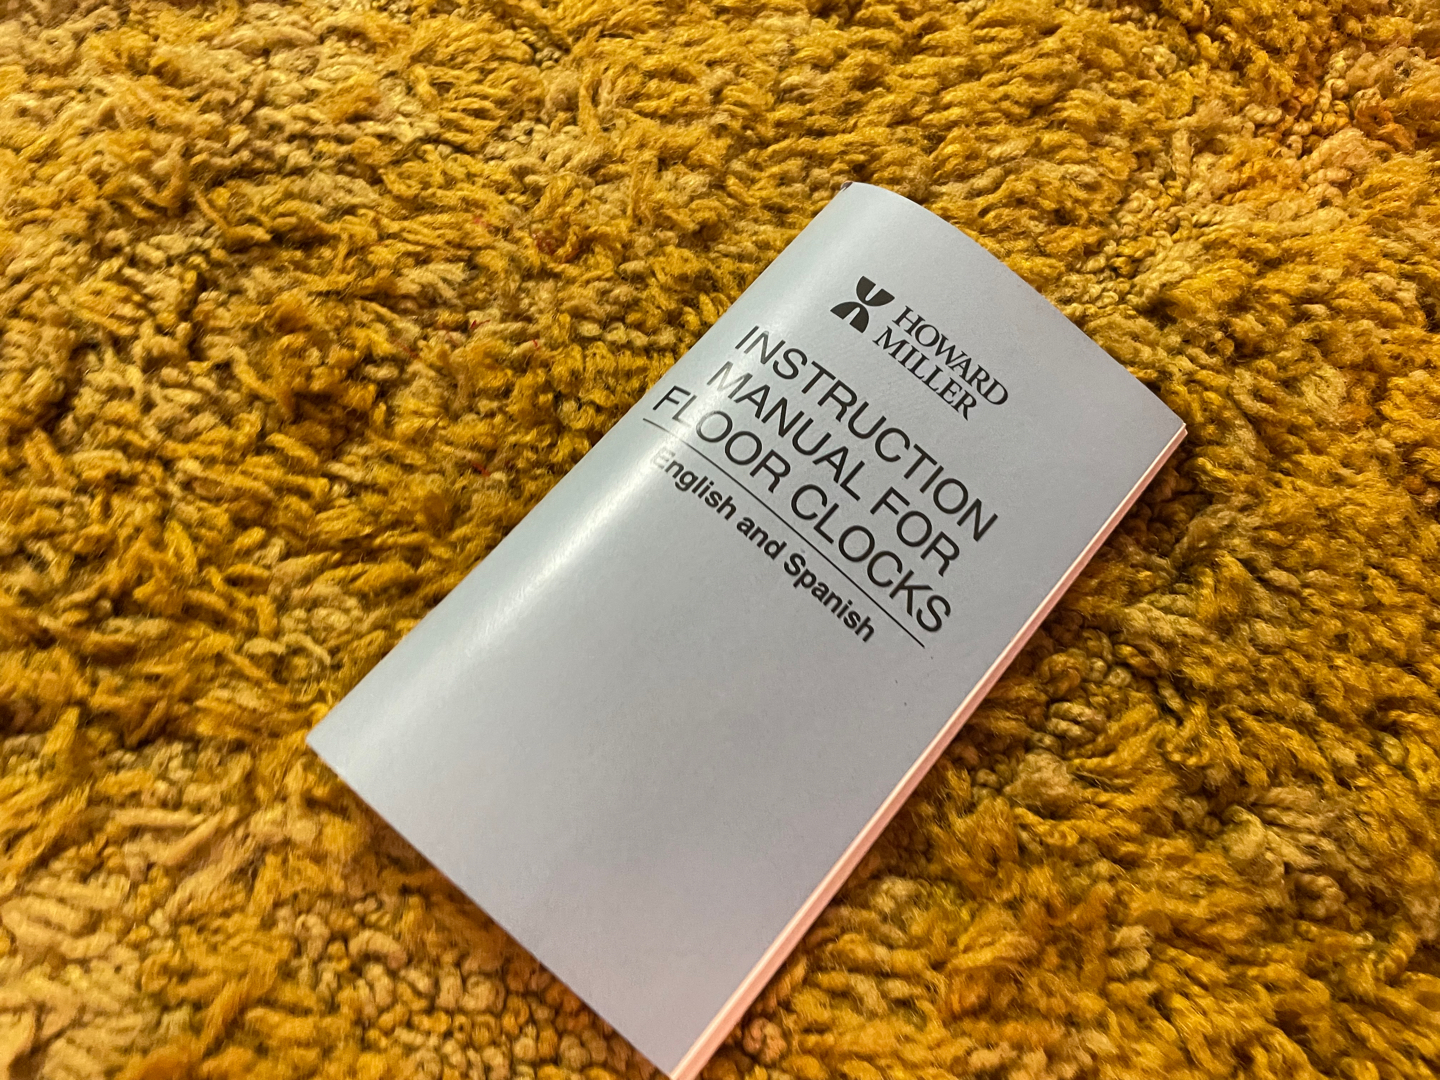 HOWARD
MILLER
INSTRUCTION
MANUAL FOR
FLOOR CLOCKS
English and Spanish